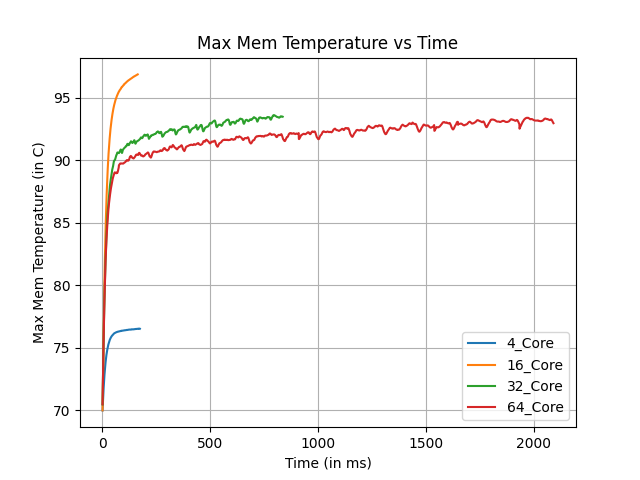 Max Mem Temperature vs Time
Max Mem Temperature (in C)
95
90
85
80
75
70
0
500
1000
1500
2000
Time (in ms)
4_Core
16_Core
32_Core
64_Core